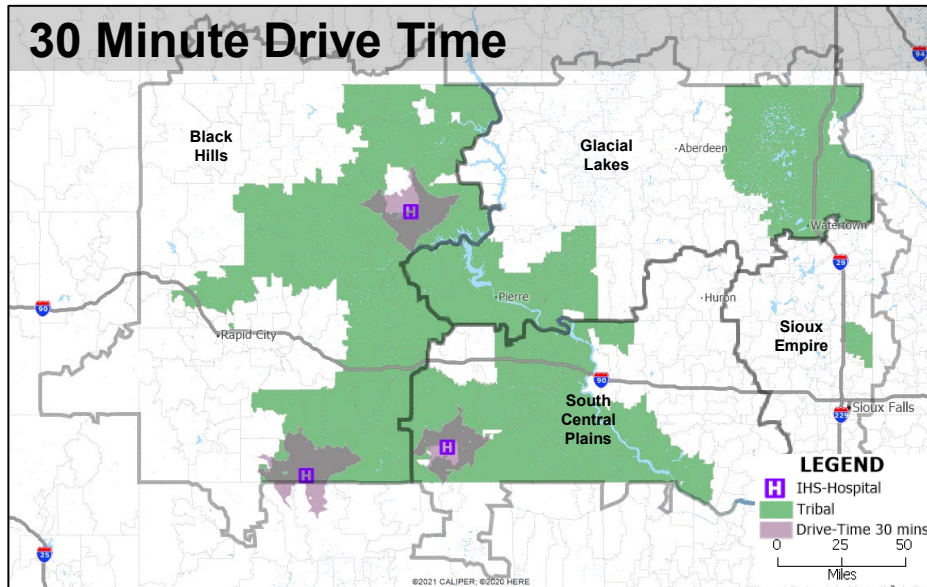 30 Minute Drive Time
94
Black
Hills
Glacial
Lakes
Aberdeen
H
Watertown
29
90
Pierre
Huron
Rapid City
Sioux
Empire
90
South
Central
Plains
Sioux Falls
229
H
H
LEGEND
H IHS-Hospital
Tribal
Drive-Time 30 mins
0 25 50
Miles
25
©2021 CALIPER; ©2020 HERE